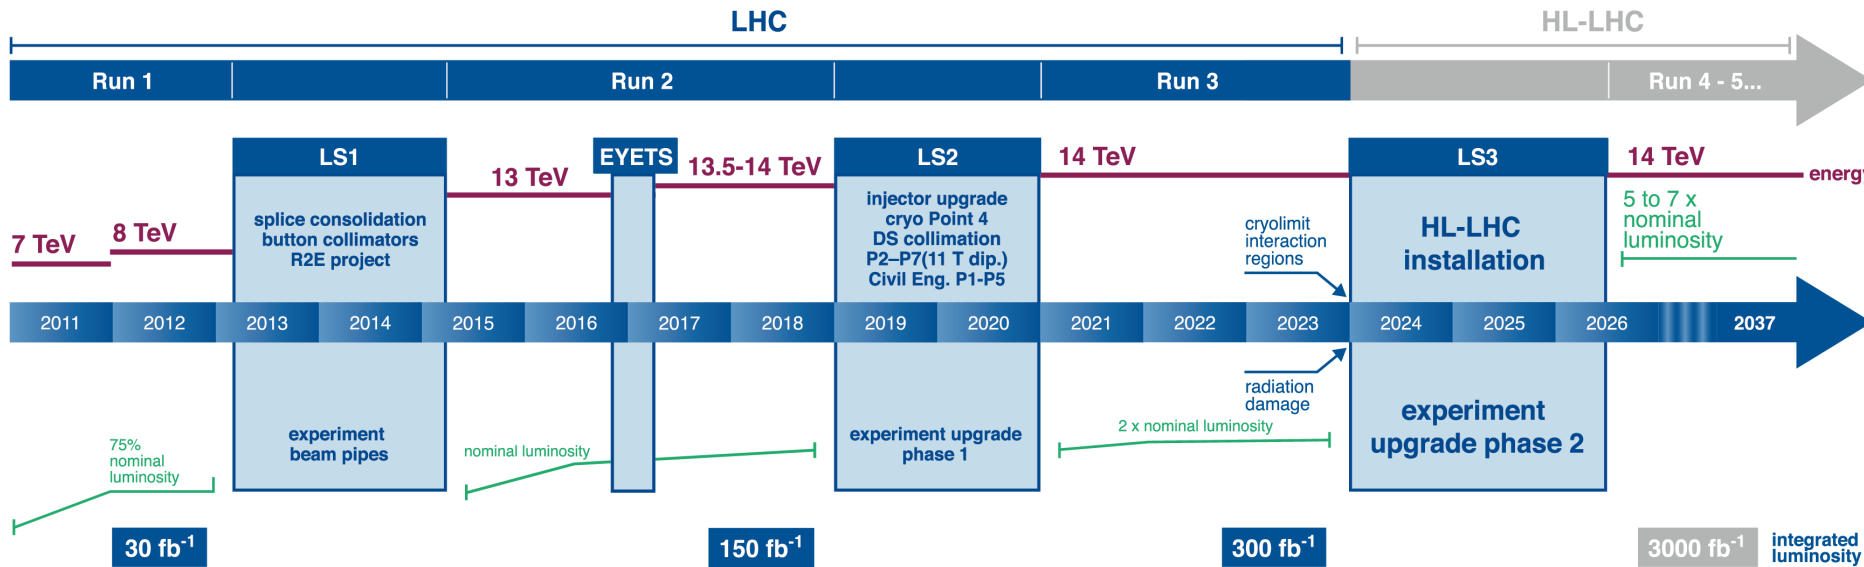 LHC
HL-LHC
Run 1
Run 2
Run 3
Run 4 - 5...
LS1
EYETS
LS2
LS3
7 TeV
8 TeV
13 TeV
13.5-14 TeV
14 TeV
14 TeV
energy
splice consolidation
button collimators
R2E project
injector upgrade
cryo Point 4
DS collimation
P2–P7(11 T dip.)
Civil Eng. P1-P5
cryolimit
interaction
regions
HL-LHC
installation
5 to 7 x
nominal
luminosity
2011
2012
2013
2014
2015
2016
2017
2018
2019
2020
2021
2022
2023
2024
2025
2026
2037
75%
nominal
luminosity
experiment
beam pipes
nominal luminosity
experiment upgrade
phase 1
2 x nominal luminosity
radiation
damage
experiment
upgrade phase 2
30 fb⁻¹
150 fb⁻¹
300 fb⁻¹
3000 fb⁻¹
integrated
luminosity